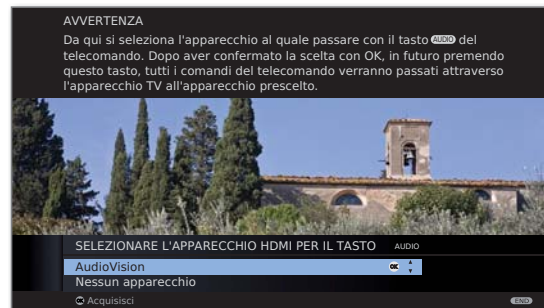 AVVERTENZA
Da qui si seleziona l'apparecchio al quale passare con il tasto AUDIO del
telecomando. Dopo aver confermato la scelta con OK, in futuro premendo
questo tasto, tutti i comandi del telecomando verranno passati attraverso
l'apparecchio TV all'apparecchio prescelto.
SELEZIONARE L'APPARECCHIO HDMI PER IL TASTO AUDIO
AudioVision OK
Nessun apparecchio
OK Acquisisci END